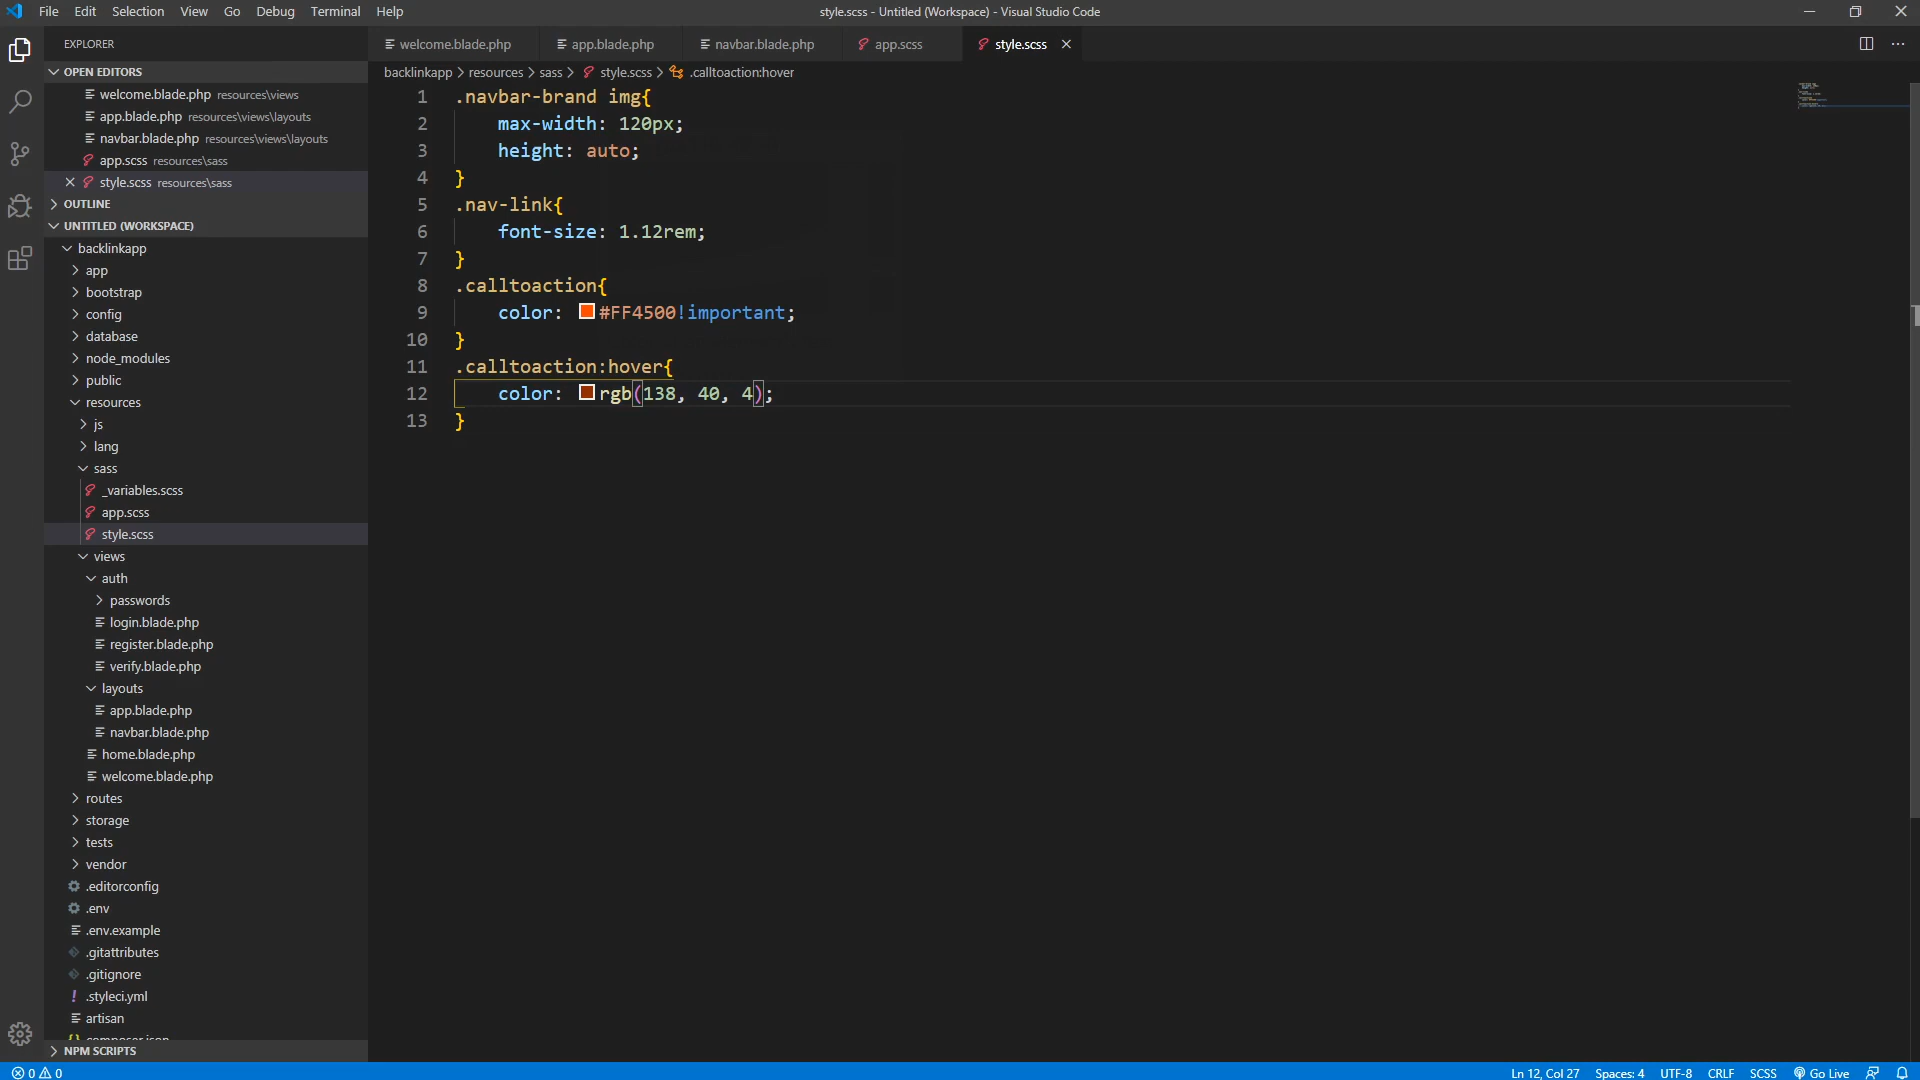 File Edit Selection View Go Debug Terminal Help
style.scss - Untitled (Workspace) - Visual Studio Code
EXPLORER
OPEN EDITORS
welcome.blade.php resources\views
app.blade.php resources\views\layouts
navbar.blade.php resources\views\layouts
app.scss resources\sass
style.scss resources\sass
OUTLINE
UNTITLED (WORKSPACE)
backlinkapp
app
bootstrap
config
database
node_modules
public
resources
js
lang
sass
_variables.scss
app.scss
style.scss
views
auth
passwords
login.blade.php
register.blade.php
verify.blade.php
layouts
app.blade.php
navbar.blade.php
home.blade.php
welcome.blade.php
routes
storage
tests
vendor
.editorconfig
.env
.env.example
.gitattributes
.gitignore
.styleci.yml
artisan
composer.json
NPM SCRIPTS
welcome.blade.php app.blade.php navbar.blade.php app.scss style.scss
backlinkapp > resources > sass > style.scss > .calltoaction:hover
1 .navbar-brand img{
2 max-width: 120px;
3 height: auto;
4 }
5 .nav-link{
6 font-size: 1.12rem;
7 }
8 .calltoaction{
9 color: #FF4500!important;
10 }
11 .calltoaction:hover{
12 color: rgb(138, 40, 4);
13 }
0 0
Ln 12, Col 27 Spaces: 4 UTF-8 CRLF SCSS Go Live